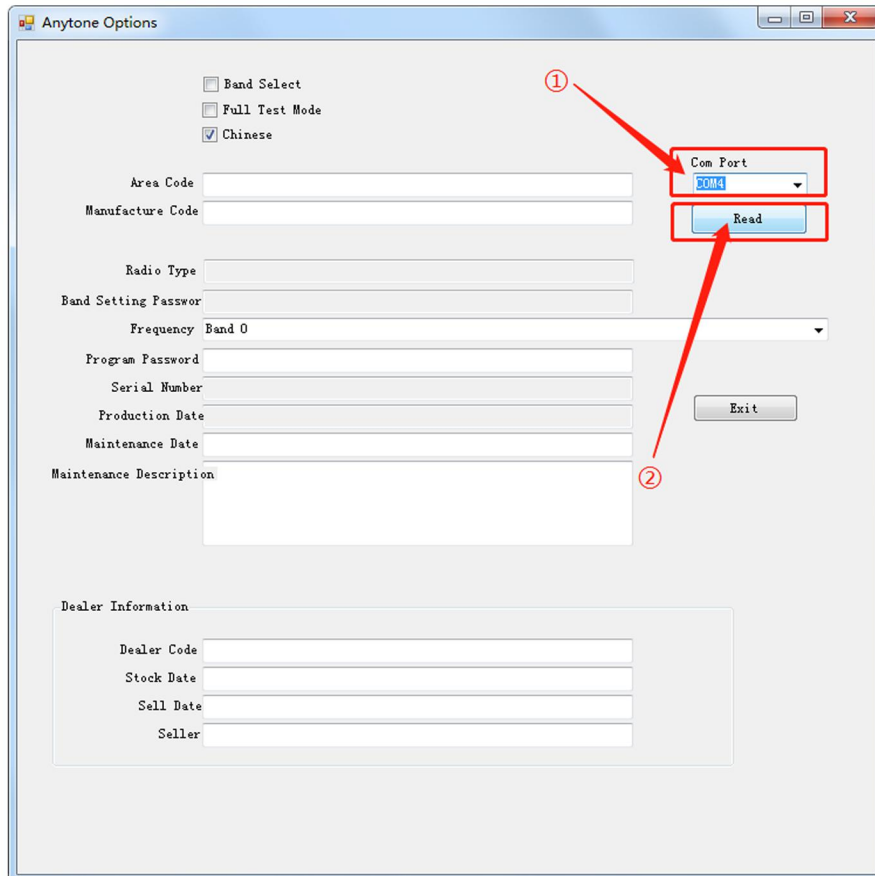 Anytone Options
Band Select
Full Test Mode
Chinese
①
Com Port
COM4
Read
Area Code
Manufacture Code
Radio Type
Band Setting Passwor
Frequency Band 0
Program Password
Serial Number
Production Date
Exit
Maintenance Date
Maintenance Description
②
Dealer Information
Dealer Code
Stock Date
Sell Date
Seller